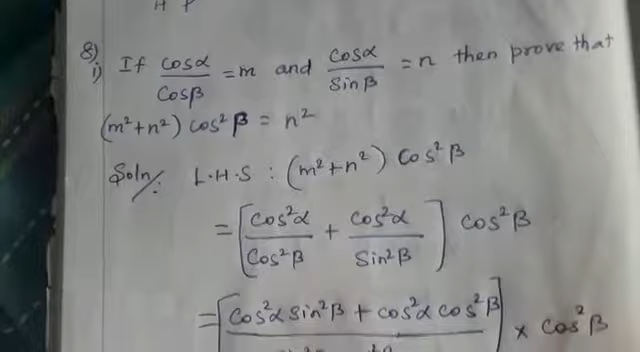 8)
i) If cosα/cosβ = m and cosα/sinβ = n then prove that
(m²+n²) cos²β = n²
Soln/: L.H.S : (m²+n²) cos²β
= [cos²α/cos²β + cos²α/sin²β] cos²β
= [cos²α sin²β + cos²α cos²β] × cos²β